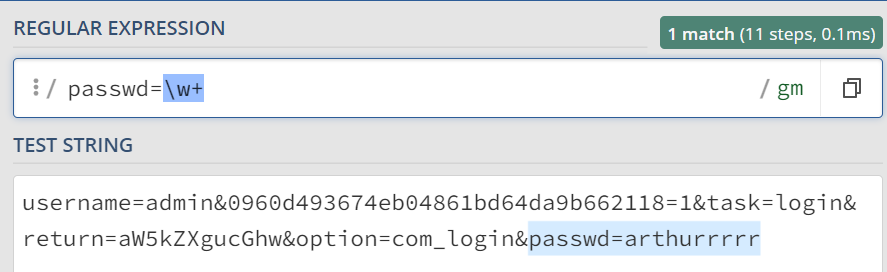 REGULAR EXPRESSION
1 match (11 steps, 0.1ms)
/ passwd=\w+ / gm
TEST STRING
username=admin&0960d493674eb04861bd64da9b662118=1&task=login&
return=aW5kZXgucGhw&option=com_login&passwd=arthurrrrr